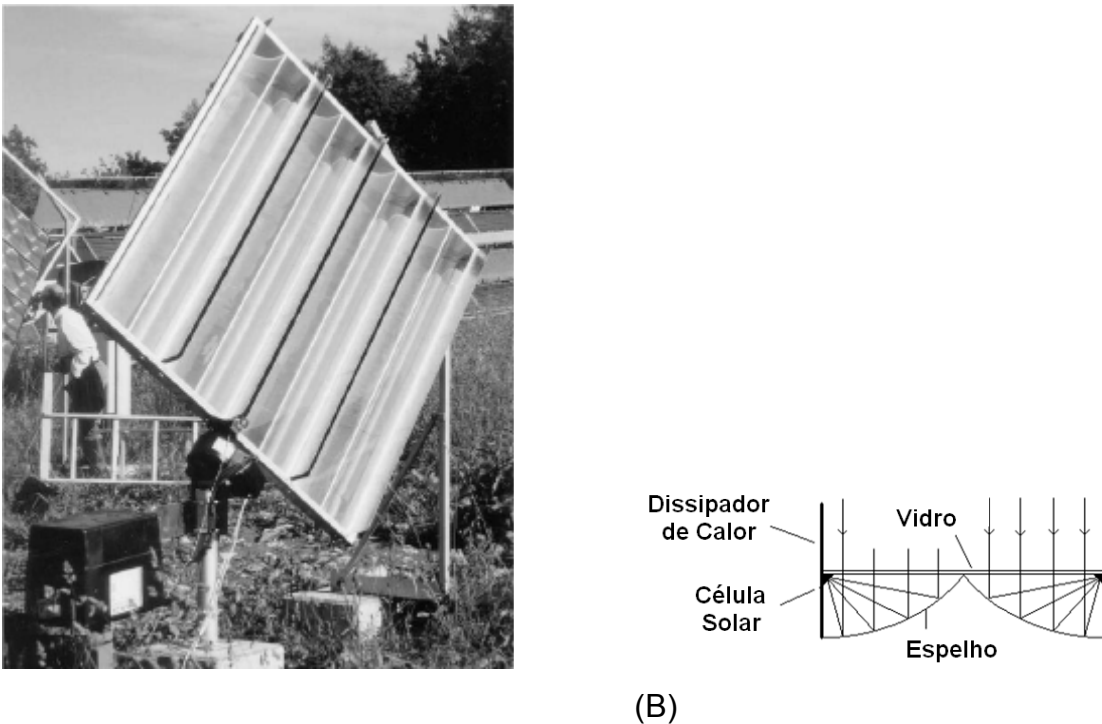 Dissipador
de Calor
Vidro
Célula
Solar
Espelho
(B)